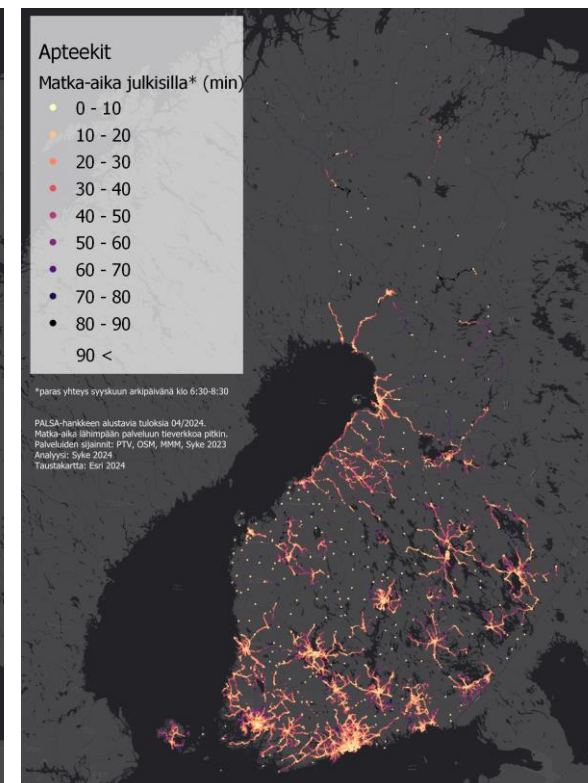 Apteekit
Matka-aika julkisilla* (min)
0 - 10
10 - 20
20 - 30
30 - 40
40 - 50
50 - 60
60 - 70
70 - 80
80 - 90
90 <
*paras yhteys syyskuun arkipäivänä klo 6:30-8:30
PALSA-hankkeen alustavia tuloksia 04/2024.
Matka-aika lähimpään palveluun tieverkkoa pitkin.
Palveluiden sijainnit: PTV, OSM, MMM, Syke 2023
Analyysi: Syke 2024
Taustakartta: Esri 2024